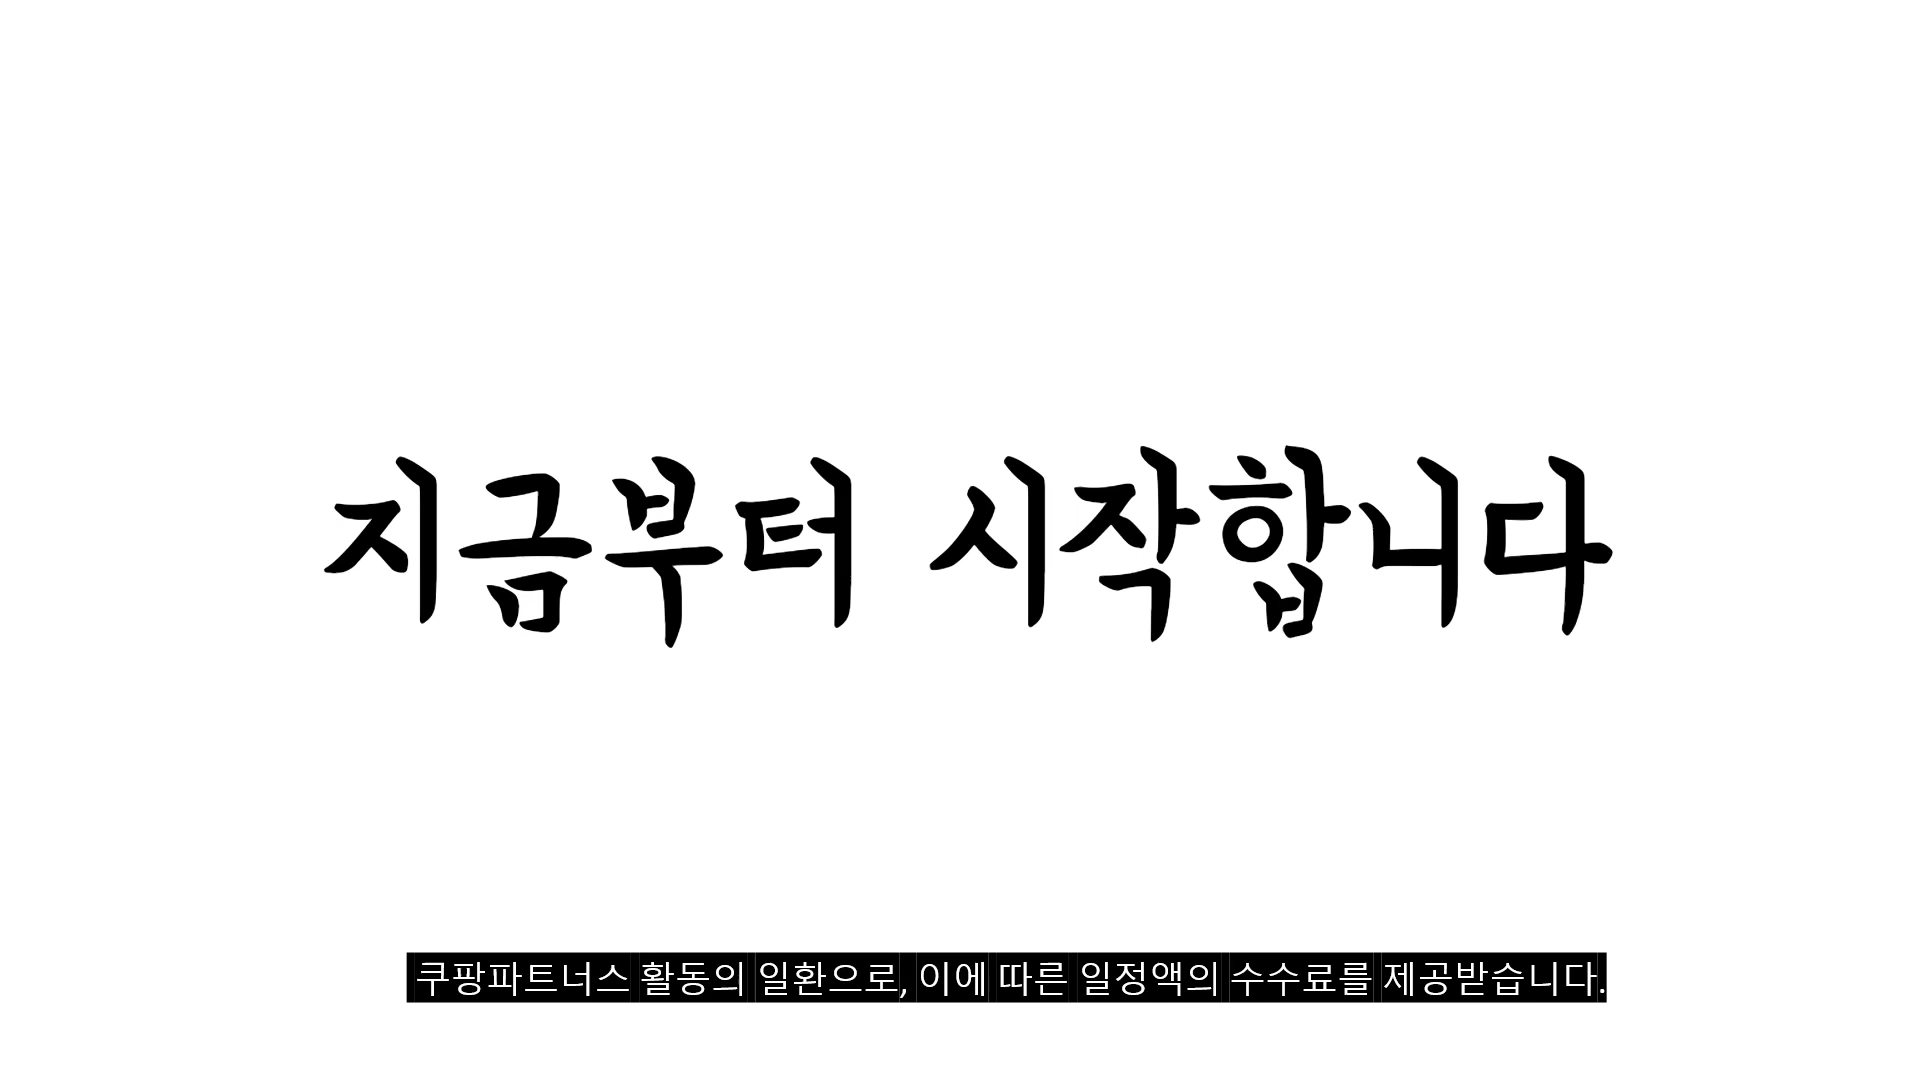 지금부터 시작합니다
쿠팡파트너스 활동의 일환으로, 이에 따른 일정액의 수수료를 제공받습니다.